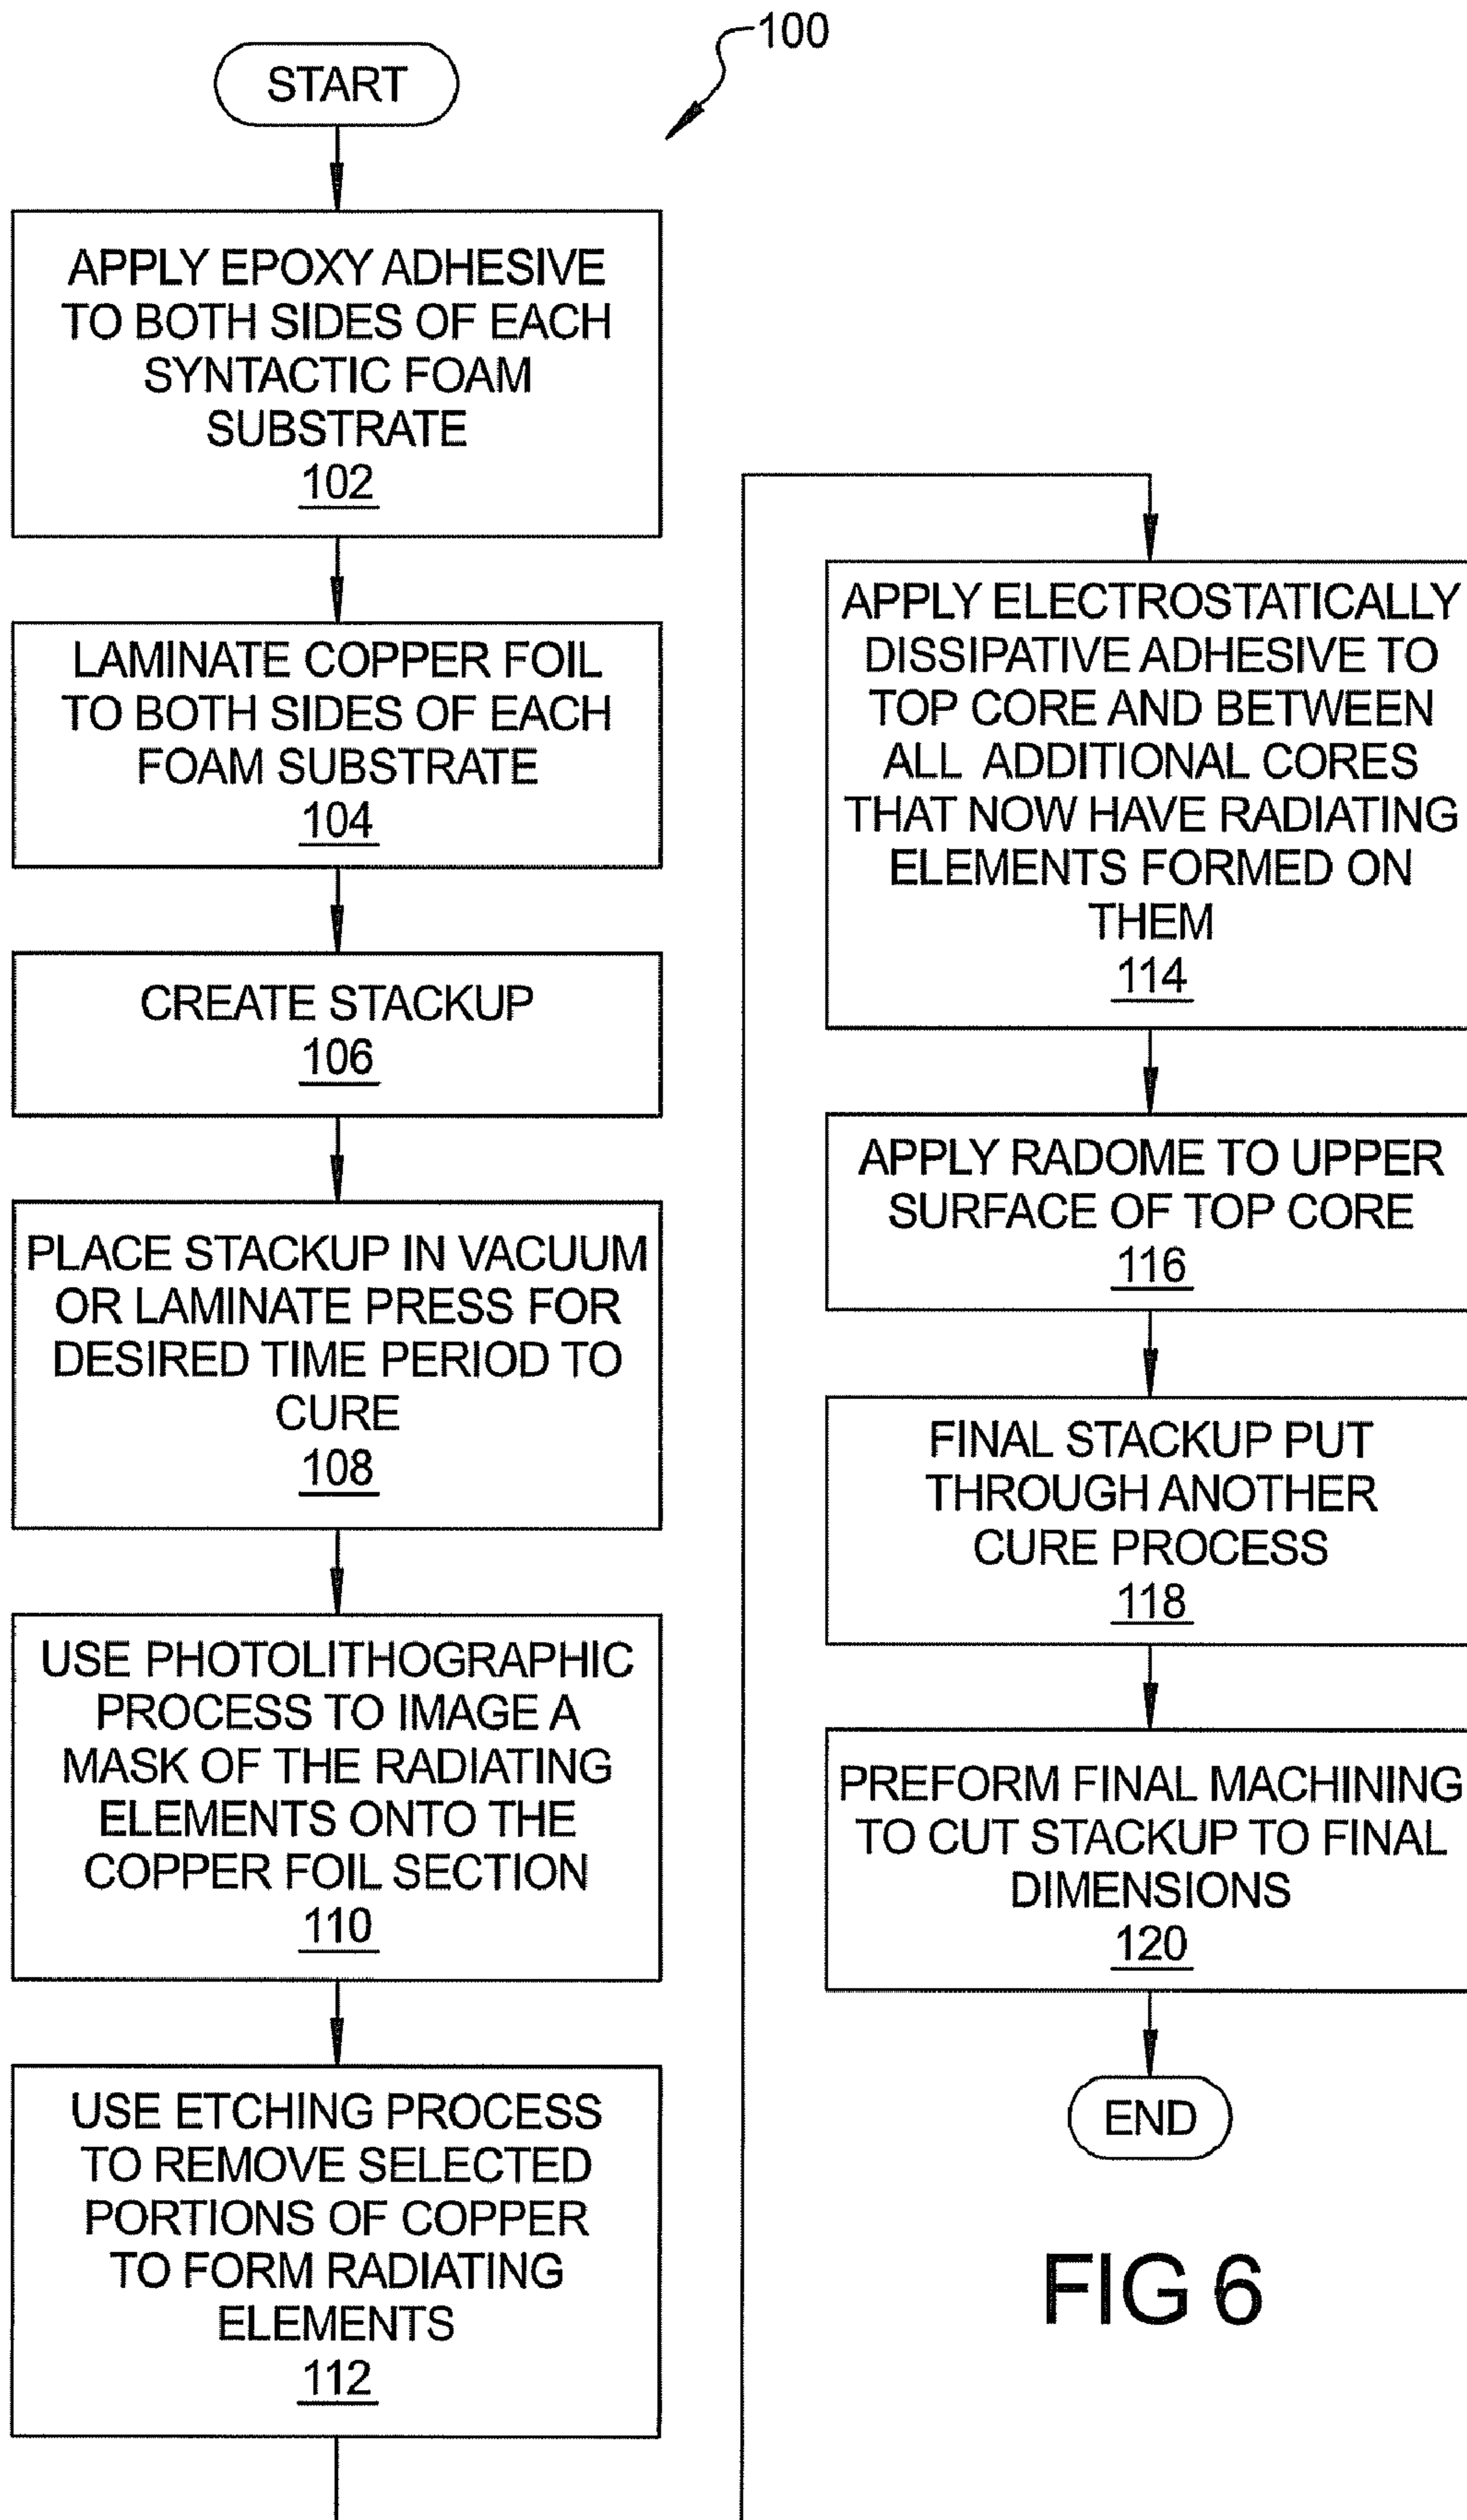 100
START
APPLY EPOXY ADHESIVE
TO BOTH SIDES OF EACH
SYNTACTIC FOAM
SUBSTRATE
102
LAMINATE COPPER FOIL
TO BOTH SIDES OF EACH
FOAM SUBSTRATE
104
CREATE STACKUP
106
PLACE STACKUP IN VACUUM
OR LAMINATE PRESS FOR
DESIRED TIME PERIOD TO
CURE
108
USE PHOTOLITHOGRAPHIC
PROCESS TO IMAGE A
MASK OF THE RADIATING
ELEMENTS ONTO THE
COPPER FOIL SECTION
110
USE ETCHING PROCESS
TO REMOVE SELECTED
PORTIONS OF COPPER
TO FORM RADIATING
ELEMENTS
112
APPLY ELECTROSTATICALLY
DISSIPATIVE ADHESIVE TO
TOP CORE AND BETWEEN
ALL ADDITIONAL CORES
THAT NOW HAVE RADIATING
ELEMENTS FORMED ON
THEM
114
APPLY RADOME TO UPPER
SURFACE OF TOP CORE
116
FINAL STACKUP PUT
THROUGH ANOTHER
CURE PROCESS
118
PREFORM FINAL MACHINING
TO CUT STACKUP TO FINAL
DIMENSIONS
120
END
FIG 6